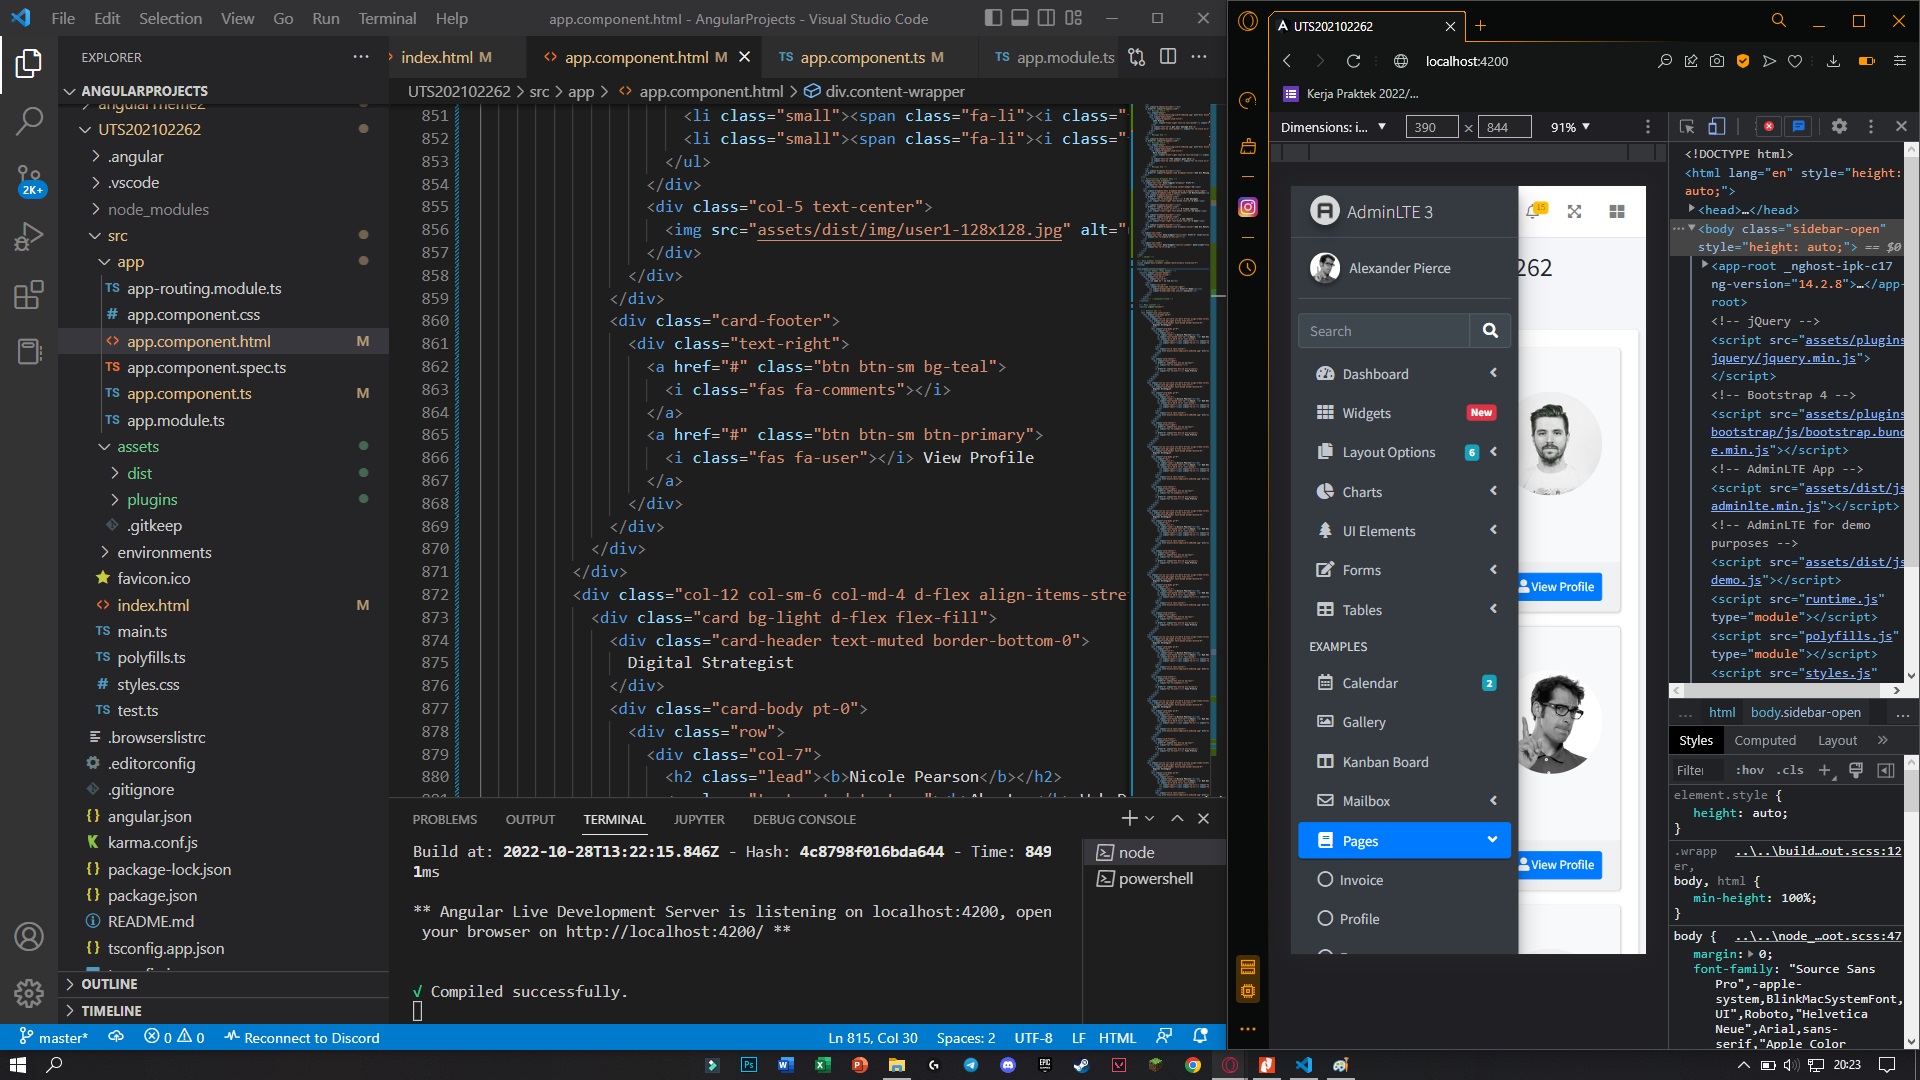 File Edit Selection View Go Run Terminal Help
app.component.html - AngularProjects - Visual Studio Code
EXPLORER
ANGULARPROJECTS
UTS202102262
.angular
.vscode
node_modules
src
app
app-routing.module.ts
app.component.css
app.component.html M
app.component.spec.ts
app.component.ts M
app.module.ts
assets
dist
plugins
.gitkeep
environments
favicon.ico
index.html M
main.ts
polyfills.ts
styles.css
test.ts
.browserslistrc
.editorconfig
.gitignore
angular.json
karma.conf.js
package-lock.json
package.json
README.md
tsconfig.app.json
OUTLINE
TIMELINE
2K+
index.html M
app.component.html M
app.component.ts M
app.module.ts
UTS202102262 > src > app > app.component.html > div.content-wrapper
851 <li class="small"><span class="fa-li"><i class="
852 <li class="small"><span class="fa-li"><i class="
853 </ul>
854 </div>
855 <div class="col-5 text-center">
856 <img src="assets/dist/img/user1-128x128.jpg" alt="
857 </div>
858 </div>
859 </div>
860 <div class="card-footer">
861 <div class="text-right">
862 <a href="#" class="btn btn-sm bg-teal">
863 <i class="fas fa-comments"></i>
864 </a>
865 <a href="#" class="btn btn-sm btn-primary">
866 <i class="fas fa-user"></i> View Profile
867 </a>
868 </div>
869 </div>
870 </div>
871 </div>
872 <div class="col-12 col-sm-6 col-md-4 d-flex align-items-stre
873 <div class="card bg-light d-flex flex-fill">
874 <div class="card-header text-muted border-bottom-0">
875 Digital Strategist
876 </div>
877 <div class="card-body pt-0">
878 <div class="row">
879 <div class="col-7">
880 <h2 class="lead"><b>Nicole Pearson</b></h2>
PROBLEMS OUTPUT TERMINAL JUPYTER DEBUG CONSOLE
Build at: 2022-10-28T13:22:15.846Z - Hash: 4c8798f016bda644 - Time: 849
1ms
** Angular Live Development Server is listening on localhost:4200, open
your browser on http://localhost:4200/ **
√ Compiled successfully.
node
powershell
master* 0 0 Reconnect to Discord
Ln 815, Col 30 Spaces: 2 UTF-8 LF HTML
UTS202102262
localhost:4200
Kerja Praktek 2022/...
Dimensions: i... 390 × 844 91%
AdminLTE 3
15
Alexander Pierce
262
Search
Dashboard
Widgets New
Layout Options 6
Charts
UI Elements
Forms
Tables
EXAMPLES
Calendar 2
Gallery
Kanban Board
Mailbox
Pages
Invoice
Profile
View Profile
View Profile
<!DOCTYPE html>
<html lang="en" style="height:
auto;">
<head>…</head>
<body class="sidebar-open"
style="height: auto;"> == $0
<app-root _nghost-ipk-c17
ng-version="14.2.8">…</app-
root>
<!-- jQuery -->
<script src="assets/plugins
jquery/jquery.min.js">
</script>
<!-- Bootstrap 4 -->
<script src="assets/plugins
bootstrap/js/bootstrap.bund
e.min.js"></script>
<!-- AdminLTE App -->
<script src="assets/dist/js
adminlte.min.js"></script>
<!-- AdminLTE for demo
purposes -->
<script src="assets/dist/js
demo.js"></script>
<script src="runtime.js"
type="module"></script>
<script src="polyfills.js"
type="module"></script>
<script src="styles.js"
... html body.sidebar-open ...
Styles Computed Layout
Filter :hov .cls
element.style {
height: auto;
}
.wrapp ..\..\build…out.scss:12
er,
body, html {
min-height: 100%;
}
body { ..\..\node_…oot.scss:47
margin: 0;
font-family: "Source Sans
Pro",-apple-
system,BlinkMacSystemFont,
UI",Roboto,"Helvetica
Neue",Arial,sans-
serif,"Apple Color
20:23